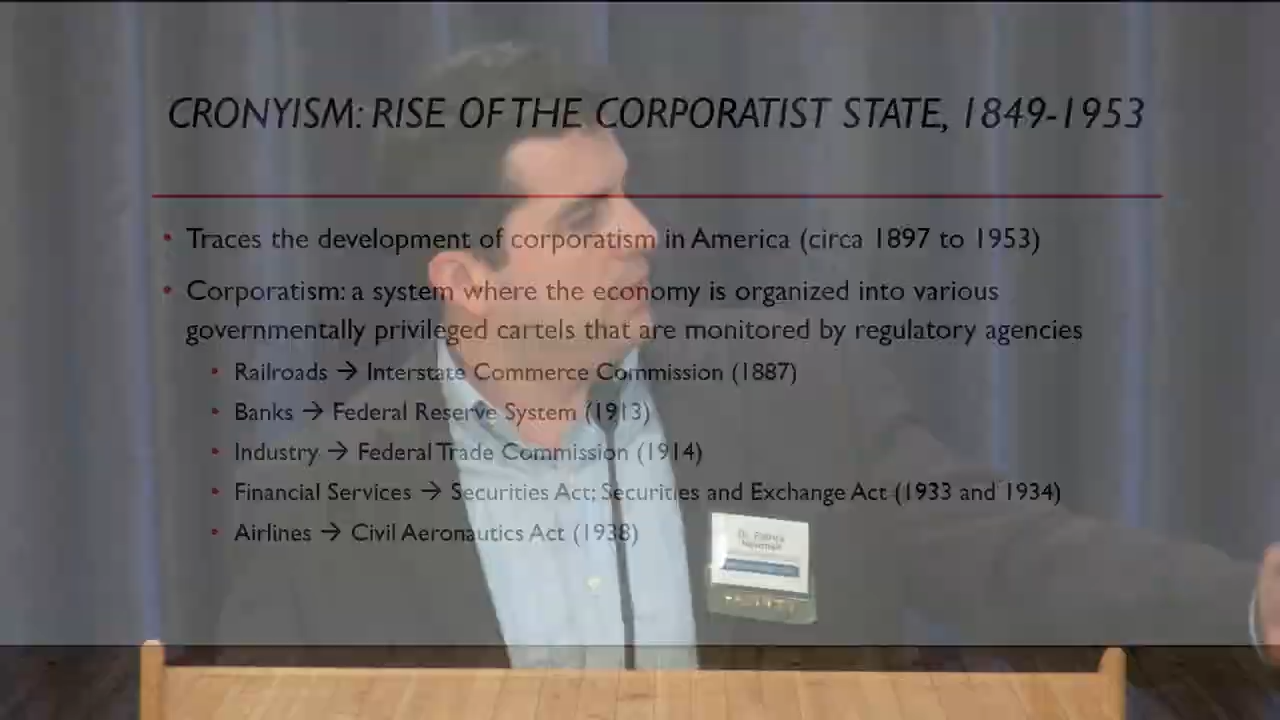 CRONYISM: RISE OF THE CORPORATIST STATE, 1849-1953
• Traces the development of corporatism in America (circa 1897 to 1953)
• Corporatism: a system where the economy is organized into various
governmentally privileged cartels that are monitored by regulatory agencies
• Railroads → Interstate Commerce Commission (1887)
• Banks → Federal Reserve System (1913)
• Industry → Federal Trade Commission (1914)
• Financial Services → Securities Act; Securities and Exchange Act (1933 and 1934)
• Airlines → Civil Aeronautics Act (1938)
Dr. Patrick
Newman